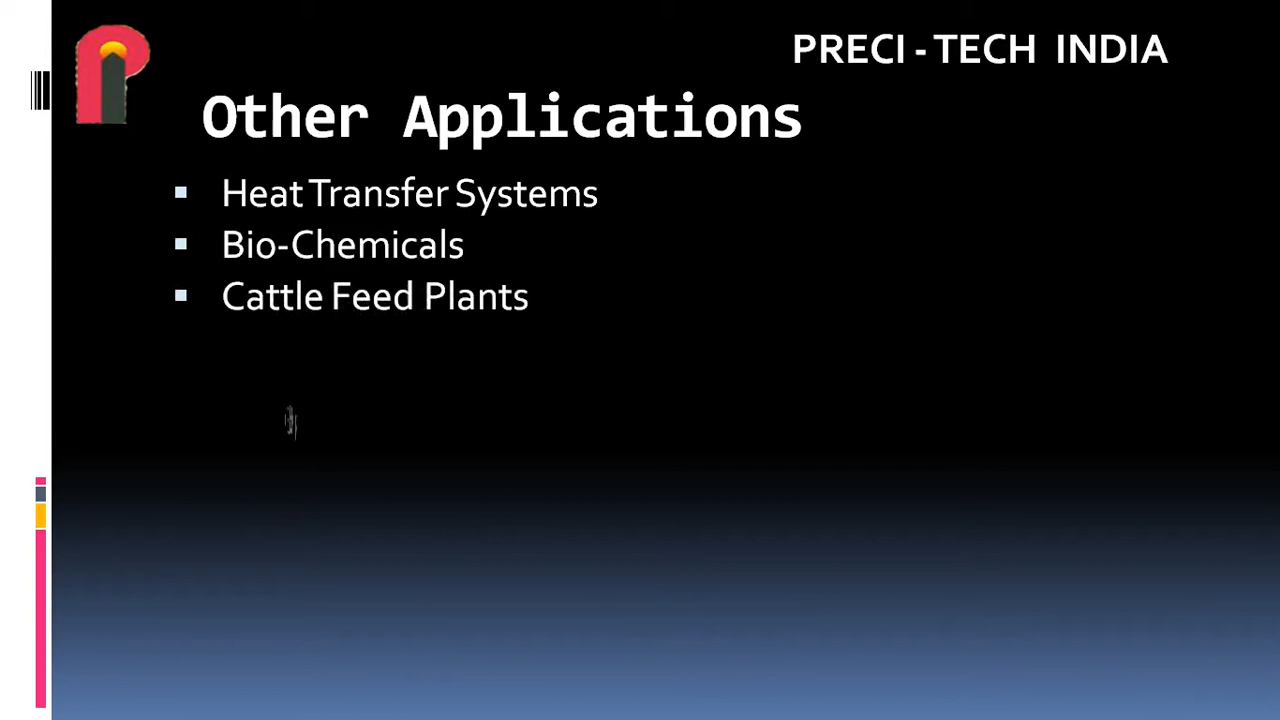 PRECI - TECH INDIA
Other Applications
Heat Transfer Systems
Bio-Chemicals
Cattle Feed Plants